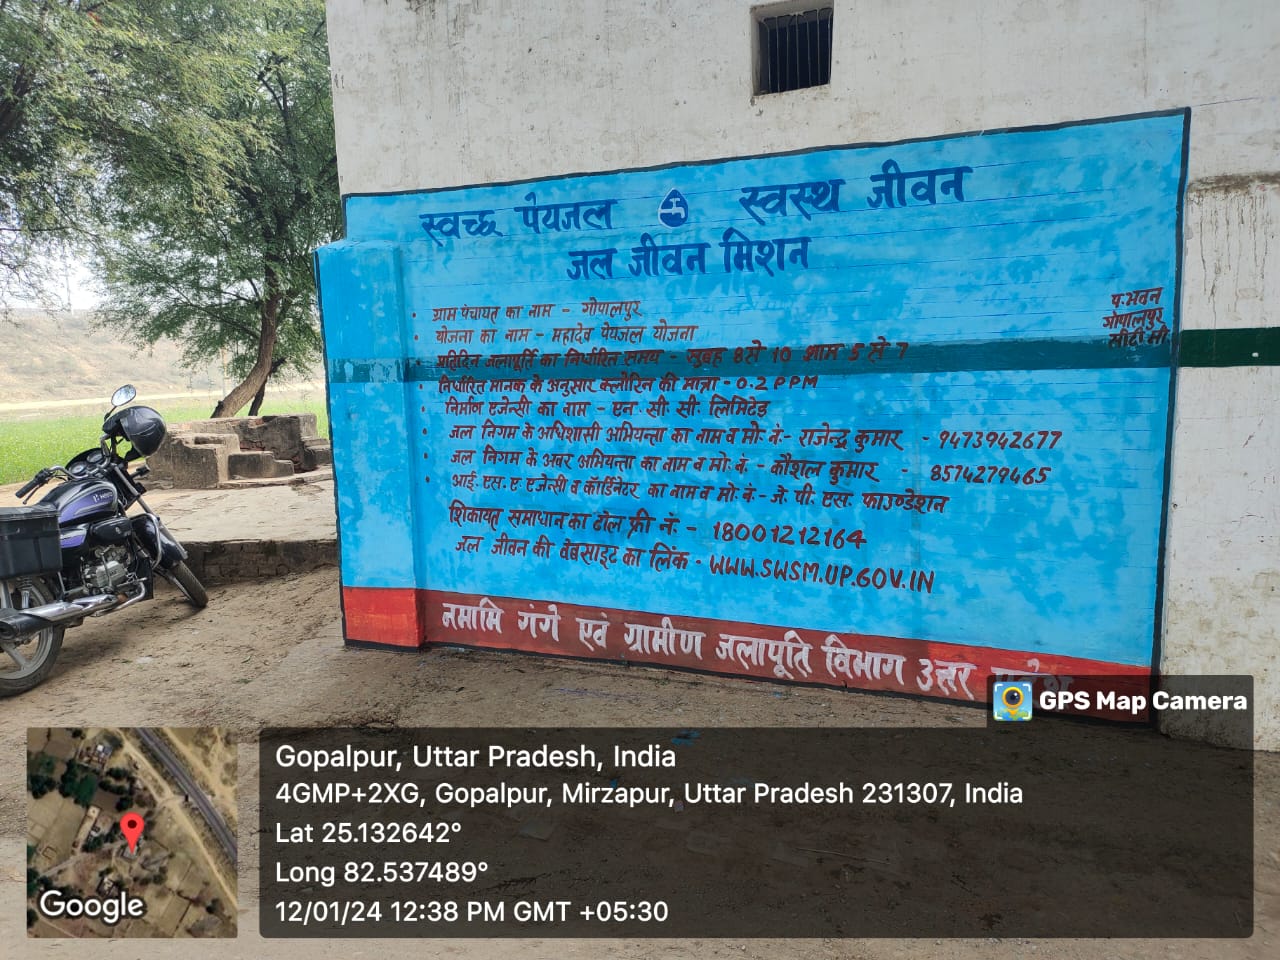 स्वच्छ पेयजल स्वस्थ जीवन
जल जीवन मिशन
• ग्राम पंचायत का नाम - गोपालपुर
• योजना का नाम - महादेव पेयजल योजना
• प्रतिदिन जलापूर्ति का निर्धारित समय - सुबह 8 से 10 शाम 5 से 7
• निर्धारित मानक के अनुसार क्लोरिन की मात्रा - 0.2 PPM
• निर्माण एजेन्सी का नाम - एन. सी. सी. लिमिटेड
• जल निगम के अधिशासी अभियन्ता का नाम व मो. नं:- राजेन्द्र कुमार - 9473942677
• जल निगम के अवर अभियन्ता का नाम व मो. नं. - कौशल कुमार - 8574279465
• आई. एस. ए. एजेन्सी व कॉर्डिनेटर का नाम व मो. नं.- जे. पी. एस. फाउण्डेशन
शिकायत समाधान का टोल फ्री नं. - 18001212164
जल जीवन की वेबसाइट का लिंक - WWW.SWSM.UP.GOV.IN
नमामि गंगे एवं ग्रामीण जलापूर्ति विभाग उत्तर
प. भवन
गोपालपुर
सीटी मी.
GPS Map Camera
Gopalpur, Uttar Pradesh, India
4GMP+2XG, Gopalpur, Mirzapur, Uttar Pradesh 231307, India
Lat 25.132642°
Long 82.537489°
12/01/24 12:38 PM GMT +05:30
Google